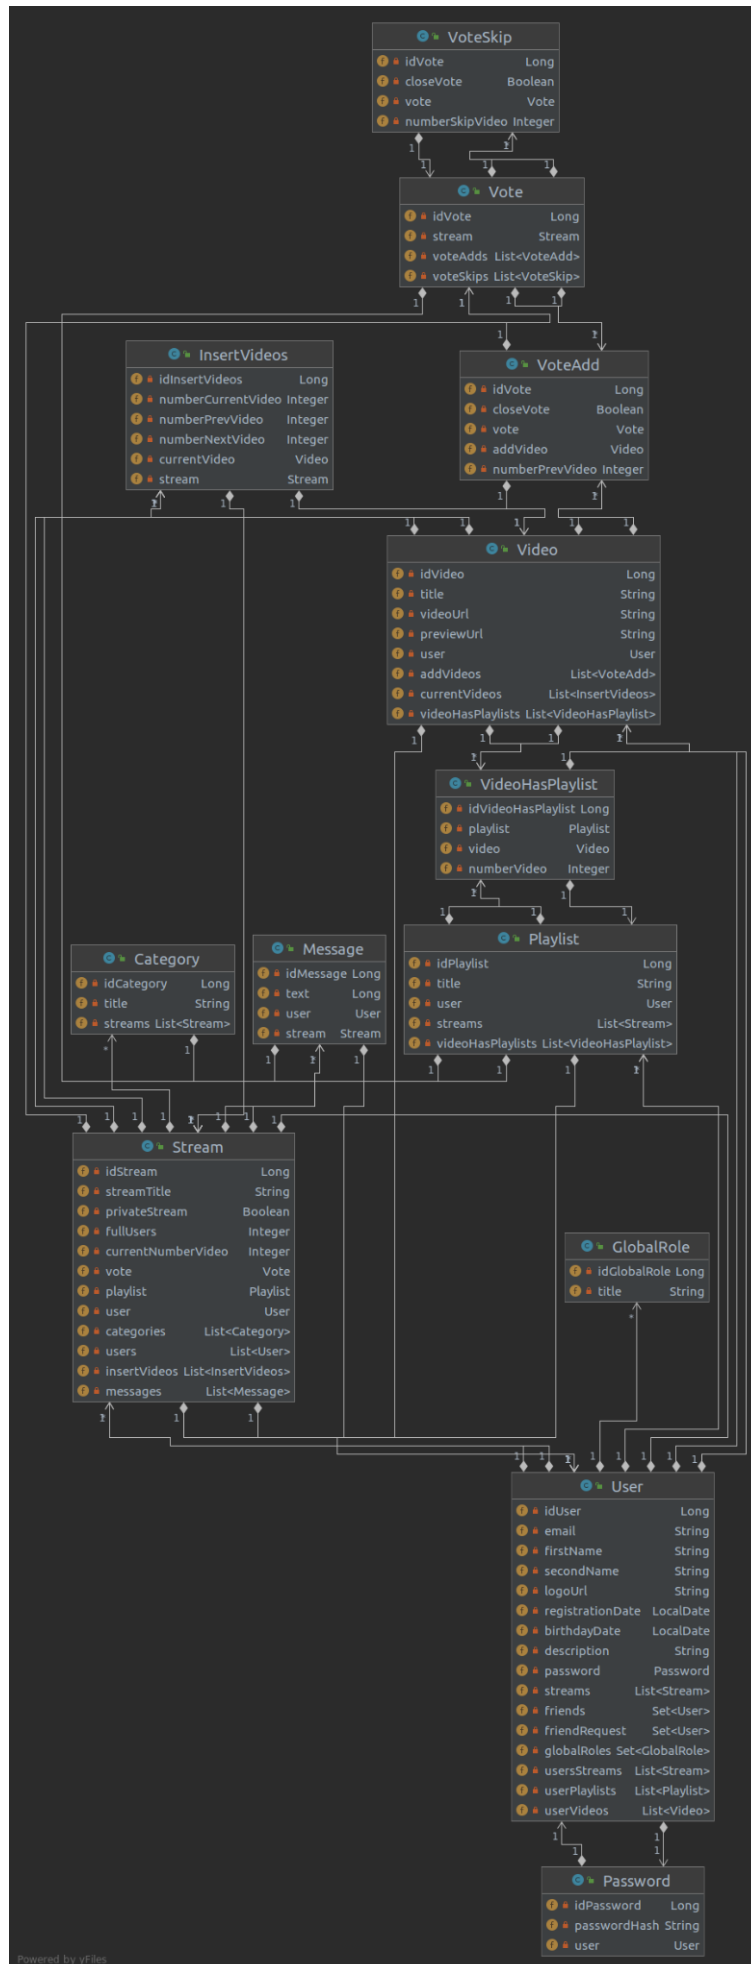 VoteSkip
idVote Long
closeVote Boolean
vote Vote
numberSkipVideo Integer
Vote
idVote Long
stream Stream
voteAdds List<VoteAdd>
voteSkips List<VoteSkip>
InsertVideos
idInsertVideos Long
numberCurrentVideo Integer
numberPrevVideo Integer
numberNextVideo Integer
currentVideo Video
stream Stream
VoteAdd
idVote Long
closeVote Boolean
vote Vote
addVideo Video
numberPrevVideo Integer
Video
idVideo Long
title String
videoUrl String
previewUrl String
user User
addVideos List<VoteAdd>
currentVideos List<InsertVideos>
videoHasPlaylists List<VideoHasPlaylist>
VideoHasPlaylist
idVideoHasPlaylist Long
playlist Playlist
video Video
numberVideo Integer
Category
idCategory Long
title String
streams List<Stream>
Message
idMessage Long
text Long
user User
stream Stream
Playlist
idPlaylist Long
title String
user User
streams List<Stream>
videoHasPlaylists List<VideoHasPlaylist>
Stream
idStream Long
streamTitle String
privateStream Boolean
fullUsers Integer
currentNumberVideo Integer
vote Vote
playlist Playlist
user User
categories List<Category>
users List<User>
insertVideos List<InsertVideos>
messages List<Message>
GlobalRole
idGlobalRole Long
title String
User
idUser Long
email String
firstName String
secondName String
logoUrl String
registrationDate LocalDate
birthdayDate LocalDate
description String
password Password
streams List<Stream>
friends Set<User>
friendRequest Set<User>
globalRoles Set<GlobalRole>
usersStreams List<Stream>
userPlaylists List<Playlist>
userVideos List<Video>
Password
idPassword Long
passwordHash String
user User
Powered by yFiles